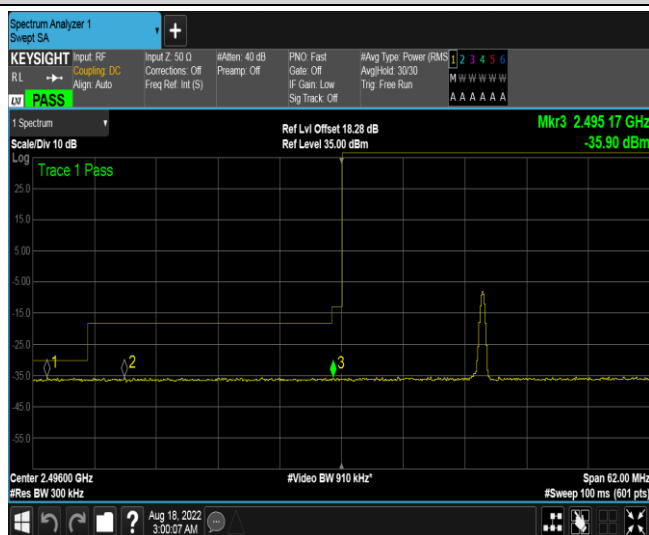 Spectrum Analyzer 1
Swept SA
+
KEYSIGHT Input: RF Input Z: 50 Ω #Atten: 40 dB PNO: Fast #Avg Type: Power (RMS 1 2 3 4 5 6
RL Coupling: DC Corrections: Off Preamp: Off Gate: Off Avg|Hold: 30/30 M W W W W W
Align: Auto Freq Ref: Int (S) IF Gain: Low Trig: Free Run
LXI PASS Sig Track: Off A A A A A A
1 Spectrum Ref Lvl Offset 18.28 dB Mkr3 2.495 17 GHz
Scale/Div 10 dB Ref Level 35.00 dBm -35.90 dBm
Log
Trace 1 Pass
25.0
15.0
5.00
-5.00
-15.0
-25.0
1 2 3
-35.0
-45.0
-55.0
Center 2.49600 GHz #Video BW 910 kHz* Span 62.00 MHz
#Res BW 300 kHz #Sweep 100 ms (601 pts)
? Aug 18, 2022
3:00:07 AM